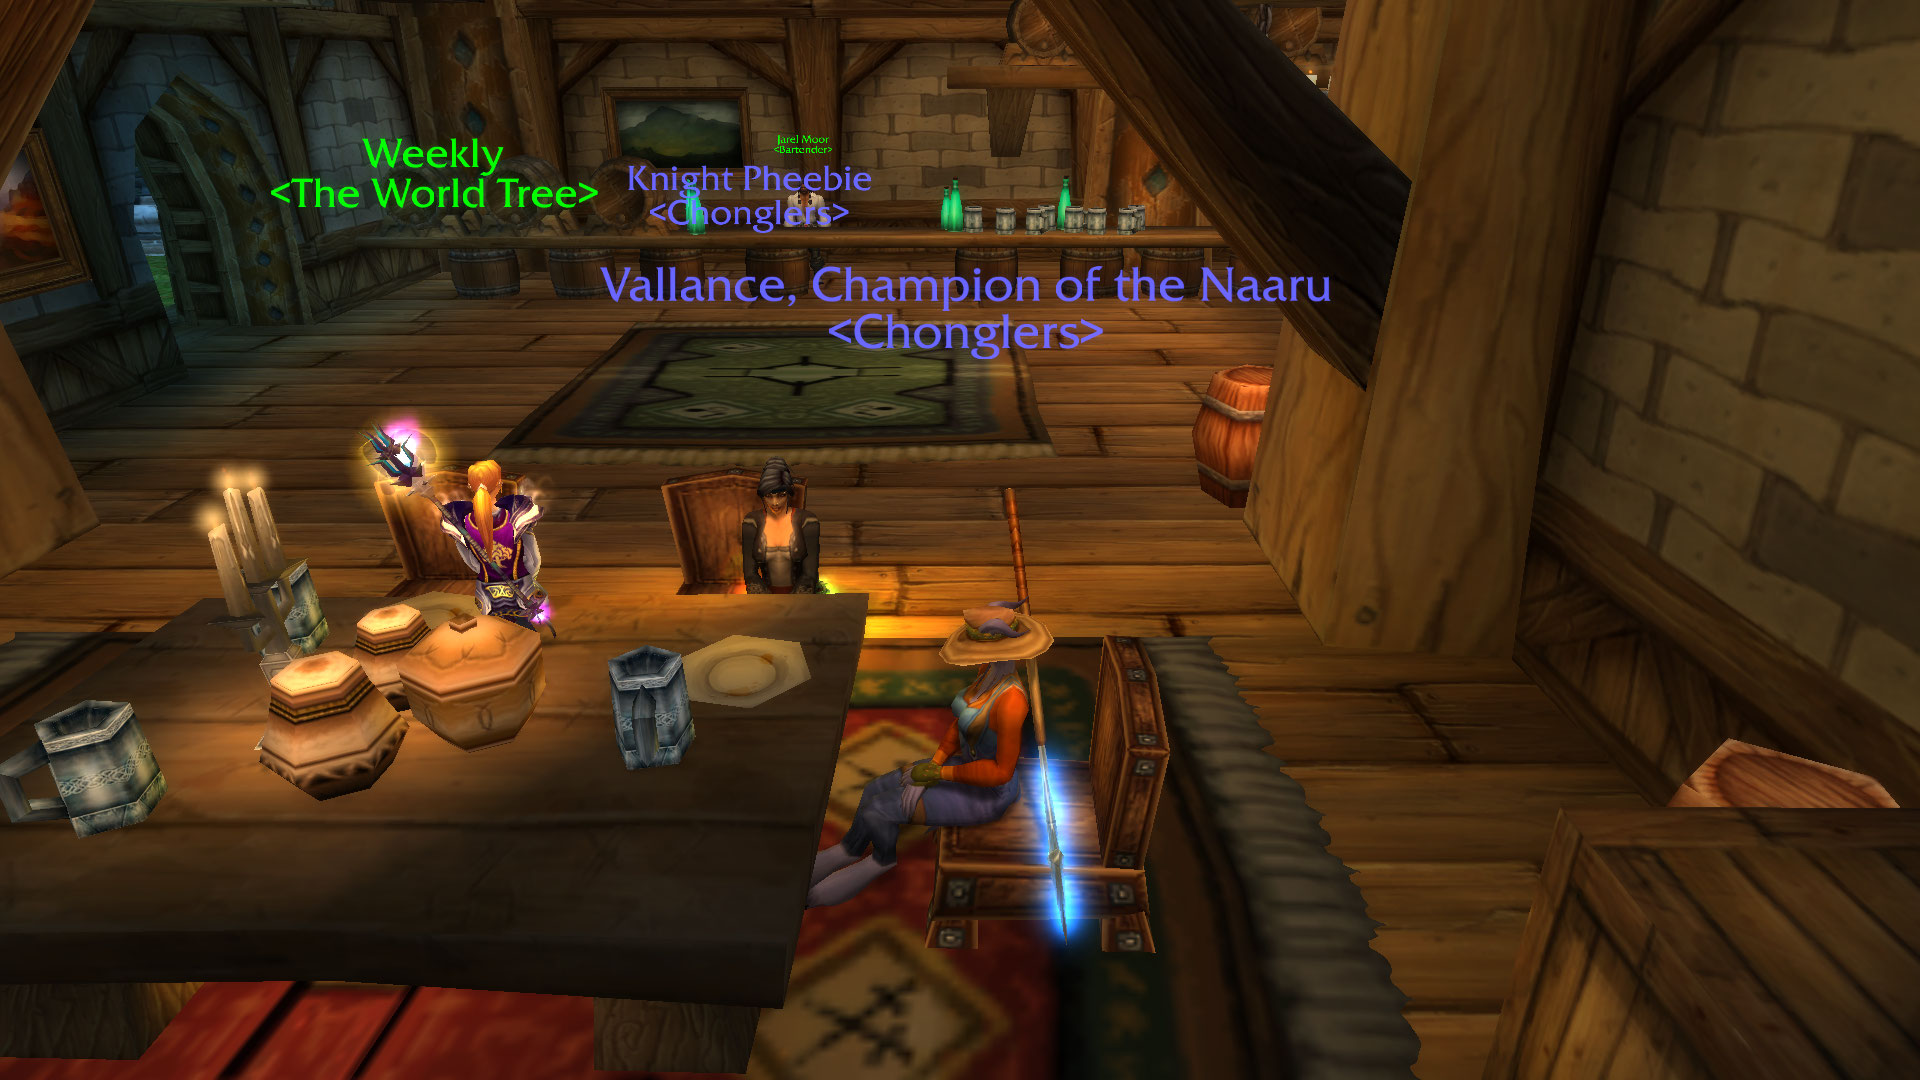 Weekly
<The World Tree>
Jarel Moor
<Bartender>
Knight Pheebie
<Chonglers>
Vallance, Champion of the Naaru
<Chonglers>